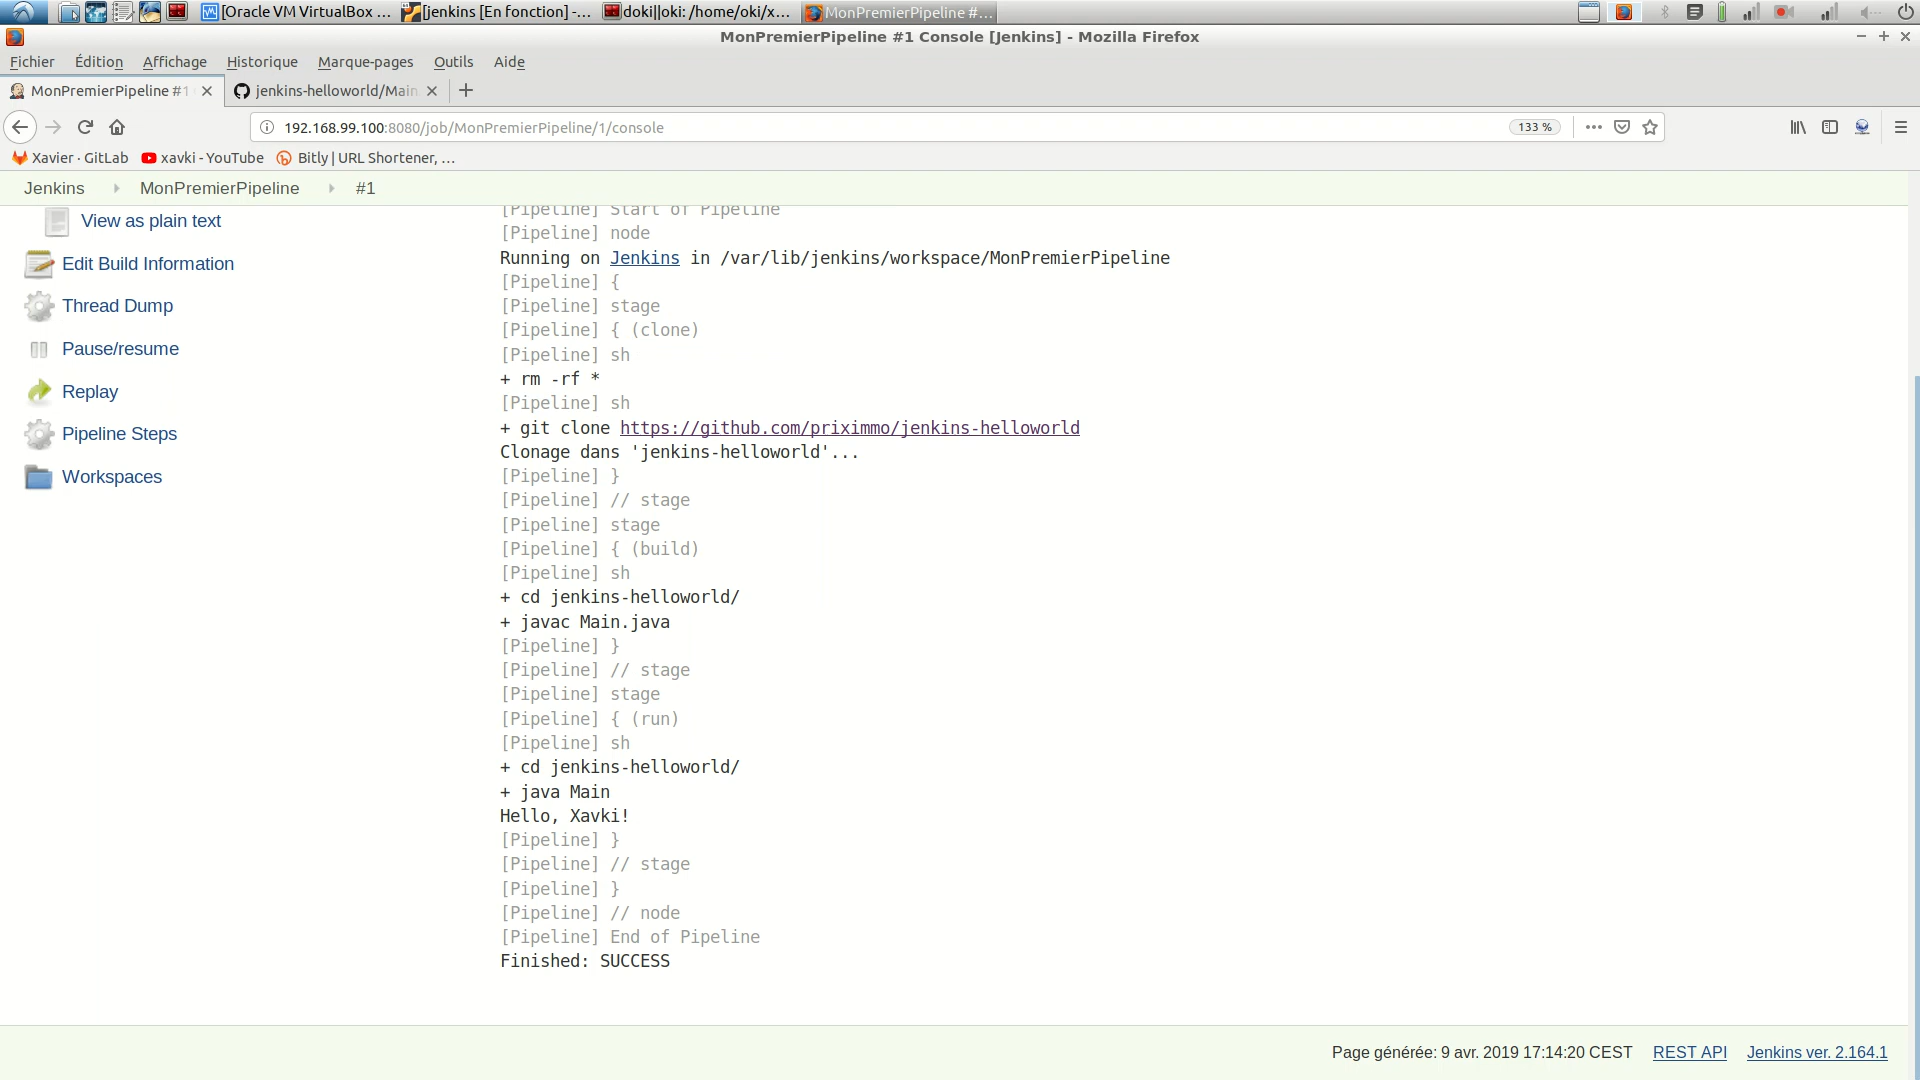 [Oracle VM VirtualBox ...
[jenkins [En fonction] -...
doki||oki: /home/oki/x...
MonPremierPipeline #...
MonPremierPipeline #1 Console [Jenkins] - Mozilla Firefox
Fichier Édition Affichage Historique Marque-pages Outils Aide
MonPremierPipeline #1
jenkins-helloworld/Main
192.168.99.100:8080/job/MonPremierPipeline/1/console
133 %
Xavier · GitLab
xavki - YouTube
Bitly | URL Shortener, ...
Jenkins
MonPremierPipeline
#1
View as plain text
Edit Build Information
Thread Dump
Pause/resume
Replay
Pipeline Steps
Workspaces
[Pipeline] Start of Pipeline
[Pipeline] node
Running on Jenkins in /var/lib/jenkins/workspace/MonPremierPipeline
[Pipeline] {
[Pipeline] stage
[Pipeline] { (clone)
[Pipeline] sh
+ rm -rf *
[Pipeline] sh
+ git clone https://github.com/priximmo/jenkins-helloworld
Clonage dans 'jenkins-helloworld'...
[Pipeline] }
[Pipeline] // stage
[Pipeline] stage
[Pipeline] { (build)
[Pipeline] sh
+ cd jenkins-helloworld/
+ javac Main.java
[Pipeline] }
[Pipeline] // stage
[Pipeline] stage
[Pipeline] { (run)
[Pipeline] sh
+ cd jenkins-helloworld/
+ java Main
Hello, Xavki!
[Pipeline] }
[Pipeline] // stage
[Pipeline] }
[Pipeline] // node
[Pipeline] End of Pipeline
Finished: SUCCESS
Page générée: 9 avr. 2019 17:14:20 CEST REST API Jenkins ver. 2.164.1